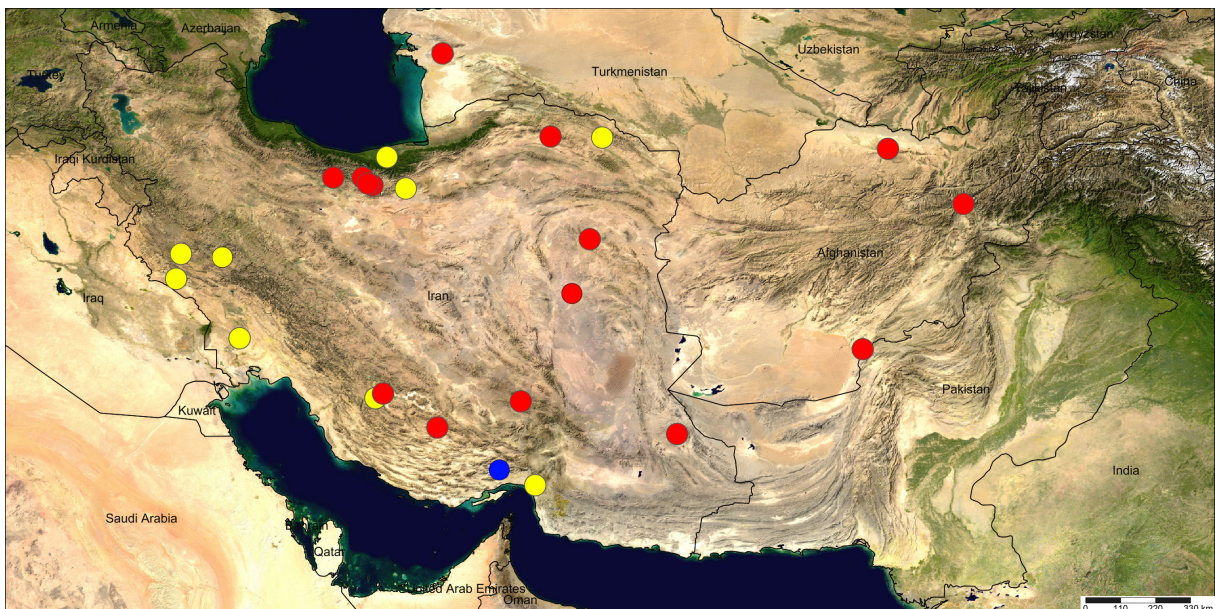 Armenia
Azerbaijan
Turkey
Uzbekistan
Kyrgyzstan
Turkmenistan
Tajikistan
China
Iraqi Kurdistan
Afghanistan
Iran
Iraq
Pakistan
Kuwait
India
Saudi Arabia
Bahrain
Qatar
United Arab Emirates
Oman
0 110 220 330 km